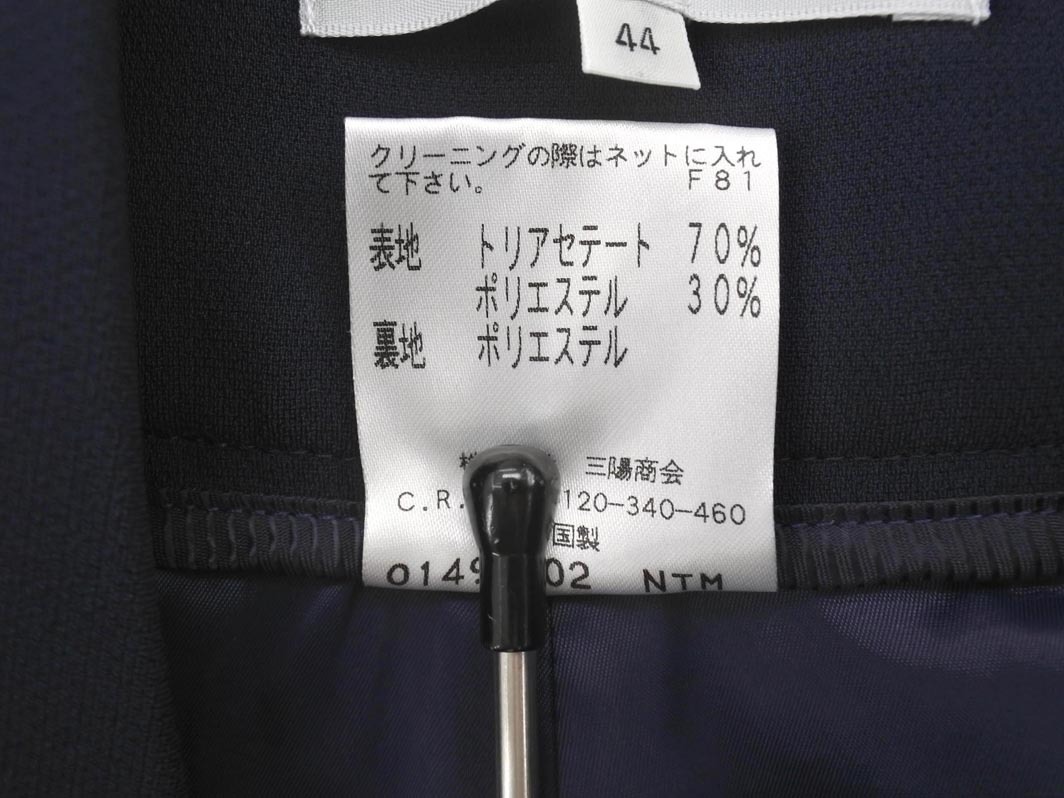 44
クリーニングの際はネットに入れ
て下さい。 F81
表地 トリアセテート 70%
ポリエステル 30%
裏地 ポリエステル
三陽商会
C.R. 120-340-460
国製
0149 02 NTM